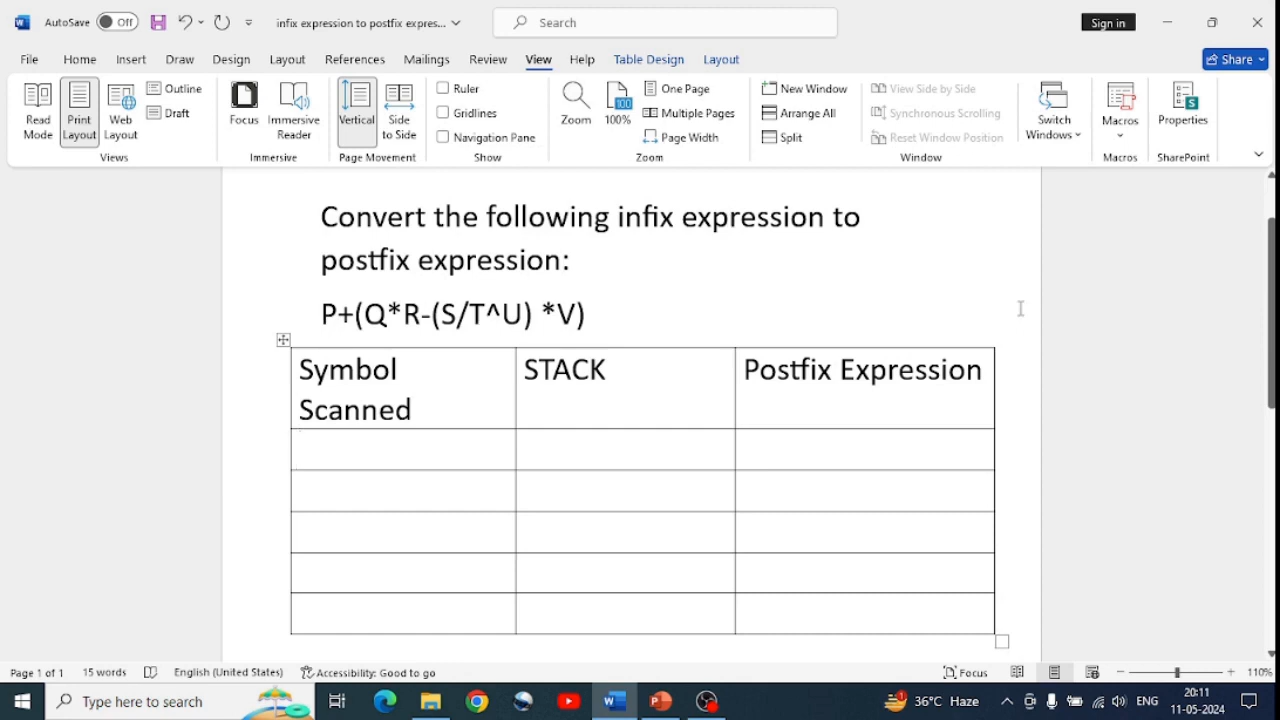 AutoSave Off infix expression to postfix expres... Search Sign in
File Home Insert Draw Design Layout References Mailings Review View Help Table Design Layout Share
Read Mode
Print Layout
Web Layout
Outline
Draft
Views
Focus
Immersive Reader
Immersive
Vertical
Side to Side
Page Movement
Ruler
Gridlines
Navigation Pane
Show
Zoom
100
100%
One Page
Multiple Pages
Page Width
Zoom
New Window
Arrange All
Split
View Side by Side
Synchronous Scrolling
Reset Window Position
Switch Windows
Window
Macros
Macros
Properties
SharePoint
Convert the following infix expression to
postfix expression:
P+(Q*R-(S/T^U) *V)
Symbol
Scanned
STACK
Postfix Expression
Page 1 of 1 15 words English (United States) Accessibility: Good to go Focus 110%
Type here to search 36°C Haze ENG 20:11
11-05-2024